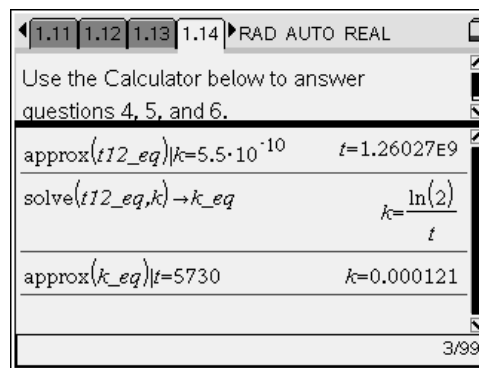 1.11 1.12 1.13 1.14 RAD AUTO REAL
Use the Calculator below to answer
questions 4, 5, and 6.
approx(t12_eq)|k=5.5·10^-10 t=1.26027E9
solve(t12_eq,k)→k_eq k=ln(2)/t
approx(k_eq)|t=5730 k=0.000121
3/99